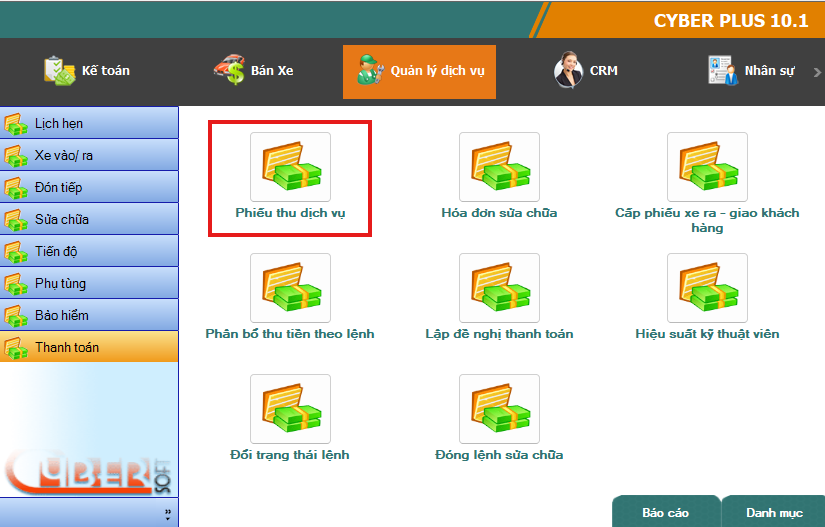 CYBER PLUS 10.1
Kế toán
Bán Xe
Quản lý dịch vụ
CRM
Nhân sự
Lịch hẹn
Xe vào/ ra
Đón tiếp
Sửa chữa
Tiến độ
Phụ tùng
Bảo hiểm
Thanh toán
CYBER SOFT
Phiếu thu dịch vụ
Hóa đơn sửa chữa
Cấp phiếu xe ra - giao khách
hàng
Phân bổ thu tiền theo lệnh
Lập đề nghị thanh toán
Hiệu suất kỹ thuật viên
Đổi trạng thái lệnh
Đóng lệnh sửa chữa
Báo cáo
Danh mục